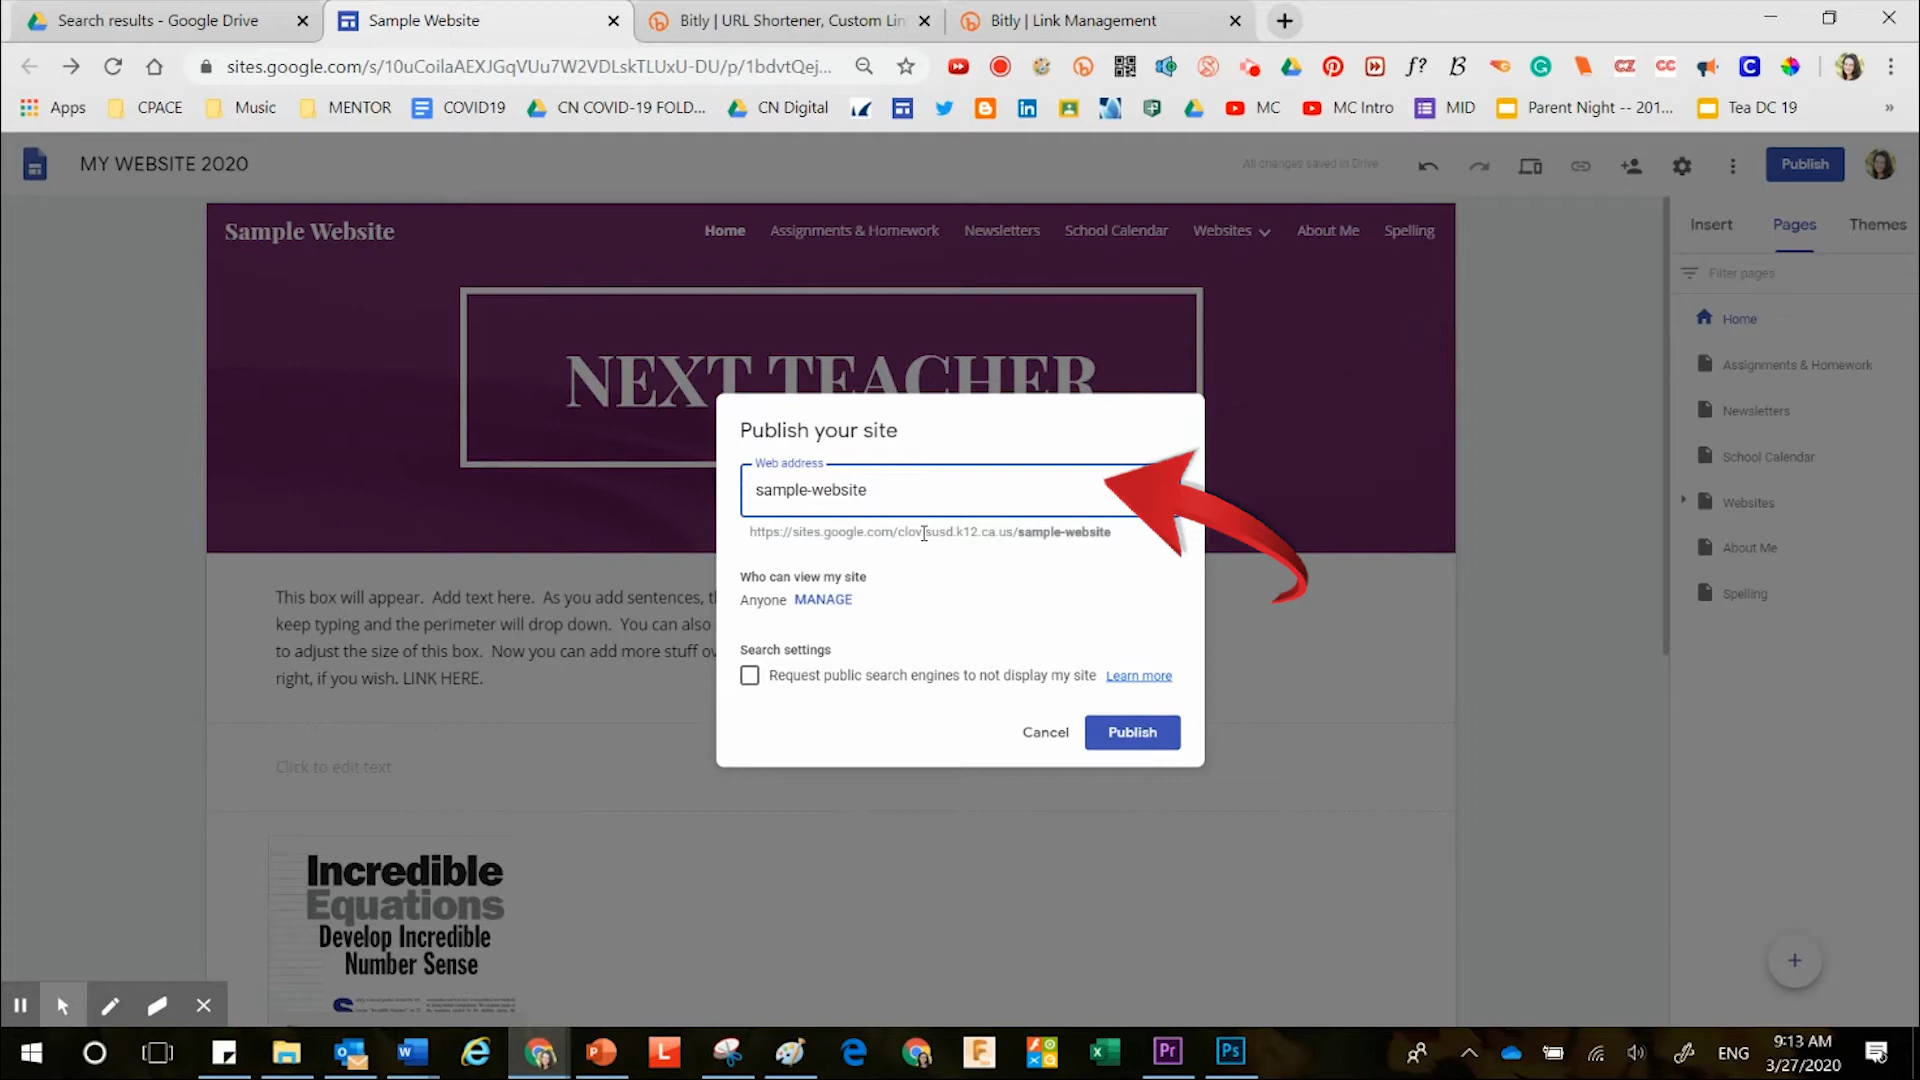 Search results - Google Drive
Sample Website
Bitly | URL Shortener, Custom Lin
Bitly | Link Management
sites.google.com/s/10uCoilaAEXJGqVUu7W2VDLskTLUxU-DU/p/1bdvtQej...
Apps
CPACE
Music
MENTOR
COVID19
CN COVID-19 FOLD...
CN Digital
MC
MC Intro
MID
Parent Night -- 201...
Tea DC 19
»
MY WEBSITE 2020
All changes saved in Drive
Publish
Sample Website
Home
Assignments & Homework
Newsletters
School Calendar
Websites
About Me
Spelling
Insert
Pages
Themes
Filter pages
Home
Assignments & Homework
Newsletters
School Calendar
Websites
About Me
Spelling
NEXT TEACHER
Publish your site
Web address
sample-website
https://sites.google.com/clovisusd.k12.ca.us/sample-website
Who can view my site
Anyone MANAGE
Search settings
Request public search engines to not display my site Learn more
Cancel
Publish
This box will appear. Add text here. As you add sentences, t
keep typing and the perimeter will drop down. You can also
to adjust the size of this box. Now you can add more stuff ov
right, if you wish. LINK HERE.
Click to edit text
Incredible
Equations
Develop Incredible
Number Sense
ENG
9:13 AM
3/27/2020